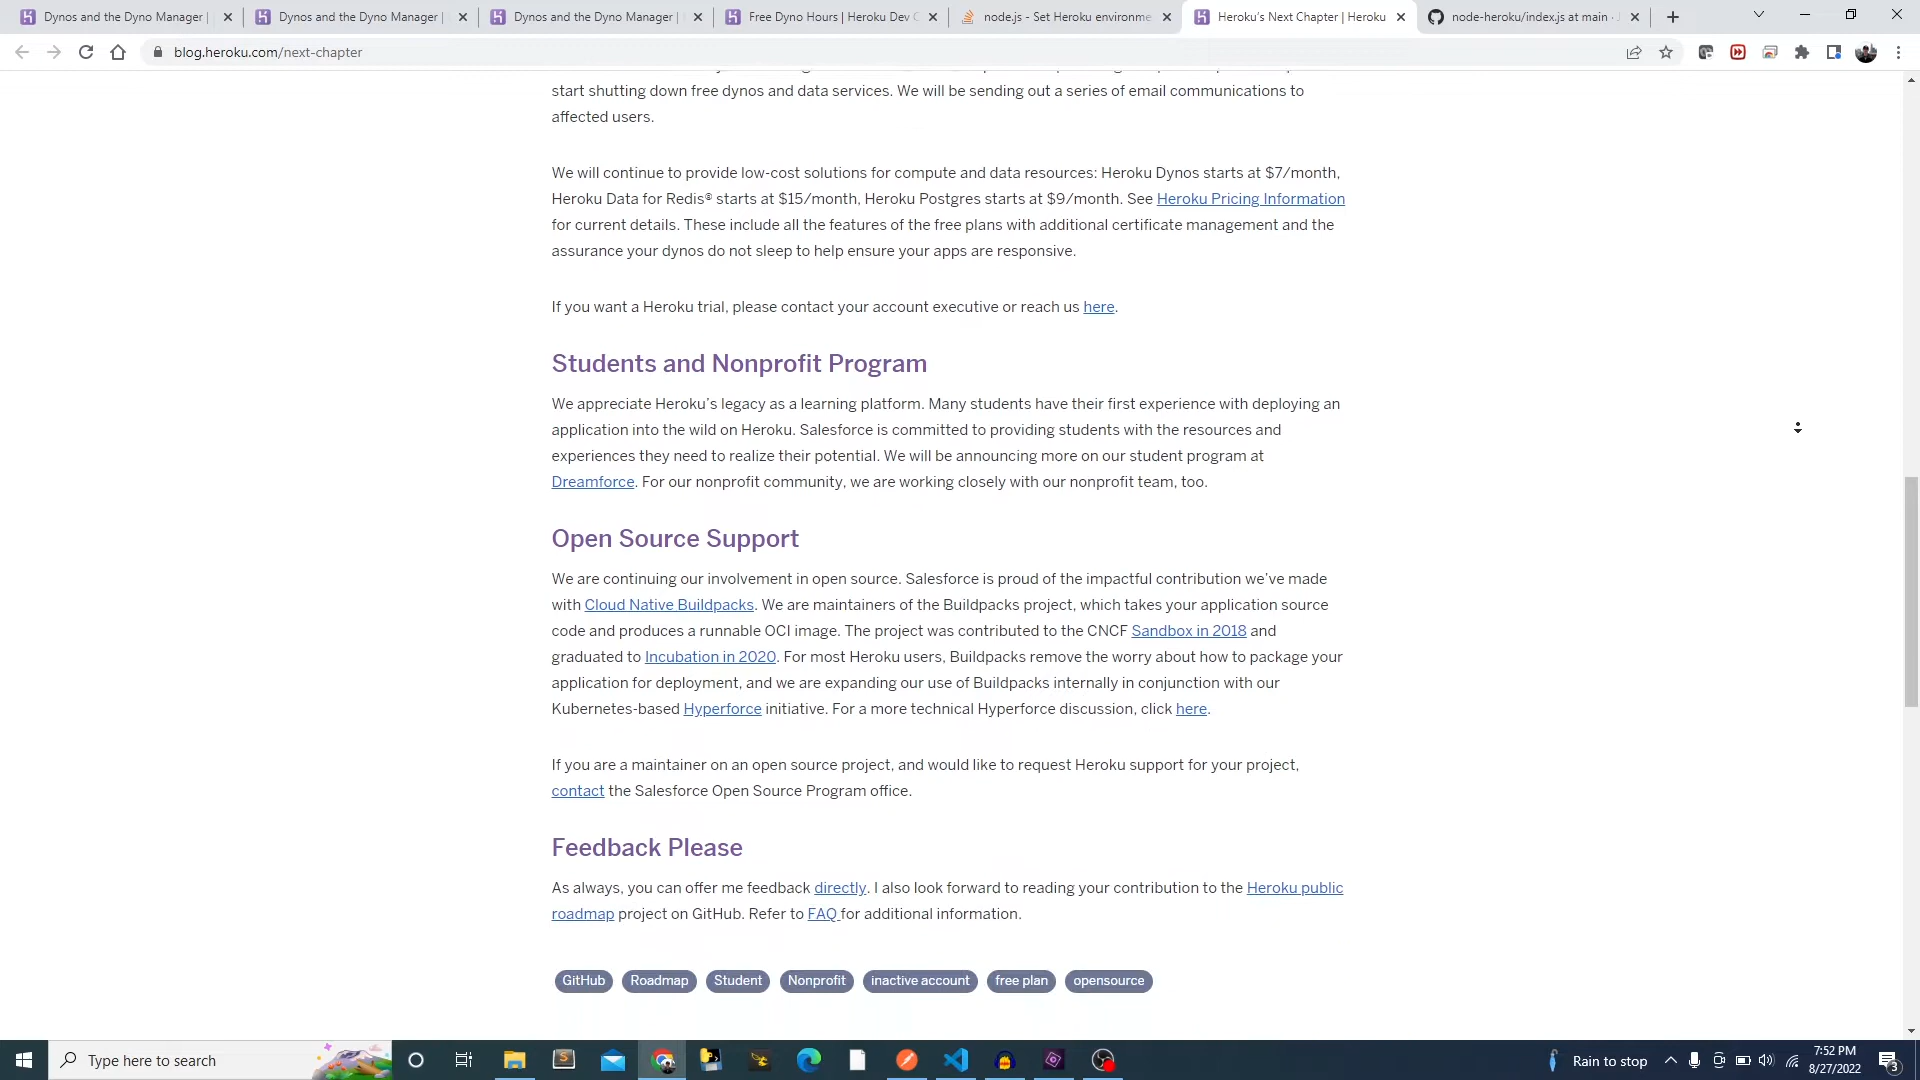 Dynos and the Dyno Manager |
Dynos and the Dyno Manager |
Dynos and the Dyno Manager |
Free Dyno Hours | Heroku Dev C
node.js - Set Heroku environme
Heroku's Next Chapter | Heroku
node-heroku/index.js at main ·
blog.heroku.com/next-chapter
start shutting down free dynos and data services. We will be sending out a series of email communications to
affected users.
We will continue to provide low-cost solutions for compute and data resources: Heroku Dynos starts at $7/month,
Heroku Data for Redis® starts at $15/month, Heroku Postgres starts at $9/month. See Heroku Pricing Information
for current details. These include all the features of the free plans with additional certificate management and the
assurance your dynos do not sleep to help ensure your apps are responsive.
If you want a Heroku trial, please contact your account executive or reach us here.
Students and Nonprofit Program
We appreciate Heroku’s legacy as a learning platform. Many students have their first experience with deploying an
application into the wild on Heroku. Salesforce is committed to providing students with the resources and
experiences they need to realize their potential. We will be announcing more on our student program at
Dreamforce. For our nonprofit community, we are working closely with our nonprofit team, too.
Open Source Support
We are continuing our involvement in open source. Salesforce is proud of the impactful contribution we’ve made
with Cloud Native Buildpacks. We are maintainers of the Buildpacks project, which takes your application source
code and produces a runnable OCI image. The project was contributed to the CNCF Sandbox in 2018 and
graduated to Incubation in 2020. For most Heroku users, Buildpacks remove the worry about how to package your
application for deployment, and we are expanding our use of Buildpacks internally in conjunction with our
Kubernetes-based Hyperforce initiative. For a more technical Hyperforce discussion, click here.
If you are a maintainer on an open source project, and would like to request Heroku support for your project,
contact the Salesforce Open Source Program office.
Feedback Please
As always, you can offer me feedback directly. I also look forward to reading your contribution to the Heroku public
roadmap project on GitHub. Refer to FAQ for additional information.
GitHub Roadmap Student Nonprofit inactive account free plan opensource
Type here to search
Rain to stop
7:52 PM
8/27/2022
3